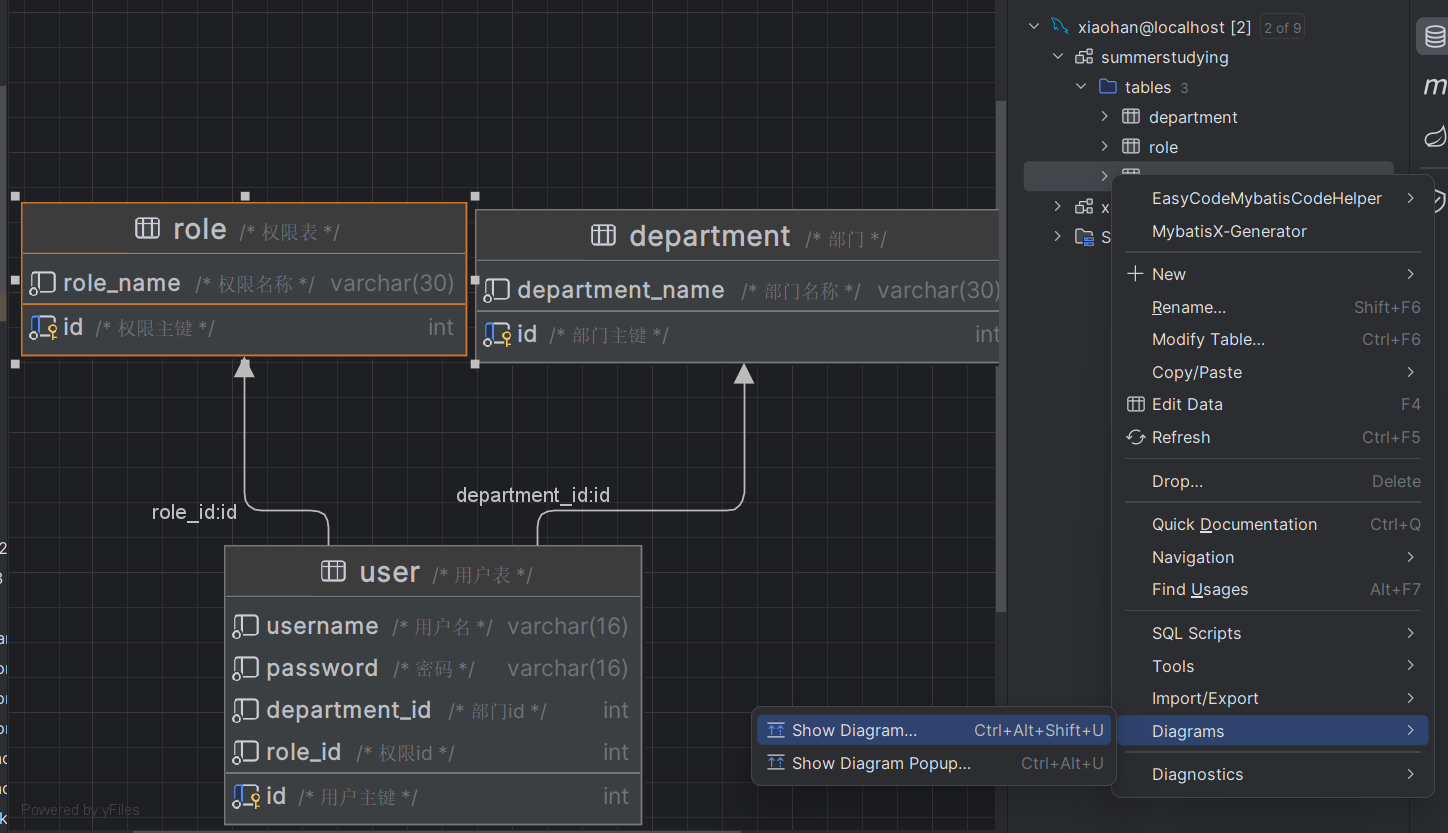 role /* 权限表 */
role_name /* 权限名称 */ varchar(30)
id /* 权限主键 */ int
department /* 部门 */
department_name /* 部门名称 */ varchar(30)
id /* 部门主键 */ int
role_id:id
department_id:id
user /* 用户表 */
username /* 用户名 */ varchar(16)
password /* 密码 */ varchar(16)
department_id /* 部门id */ int
role_id /* 权限id */ int
id /* 用户主键 */ int
Powered by yFiles
xiaohan@localhost [2] 2 of 9
summerstudying
tables 3
department
role
x
S
EasyCodeMybatisCodeHelper
MybatisX-Generator
New
Rename... Shift+F6
Modify Table... Ctrl+F6
Copy/Paste
Edit Data F4
Refresh Ctrl+F5
Drop... Delete
Quick Documentation Ctrl+Q
Navigation
Find Usages Alt+F7
SQL Scripts
Tools
Import/Export
Diagrams
Diagnostics
Show Diagram... Ctrl+Alt+Shift+U
Show Diagram Popup... Ctrl+Alt+U